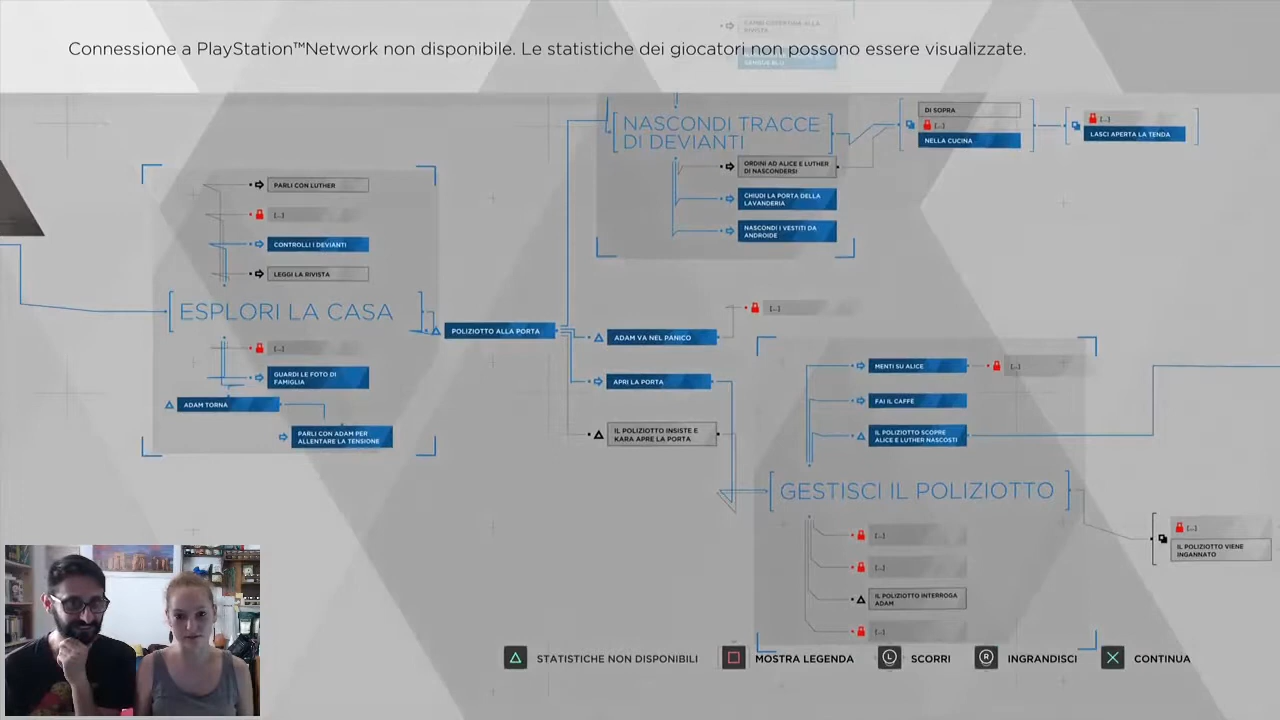 Connessione a PlayStation™Network non disponibile. Le statistiche dei giocatori non possono essere visualizzate.
NASCONDI TRACCE
DI DEVIANTI
ORDINI AD ALICE E LUTHER
DI NASCONDERSI
CHIUDI LA PORTA DELLA
LAVANDERIA
NASCONDI I VESTITI DA
ANDROIDE
DI SOPRA
[...]
NELLA CUCINA
[...]
LASCI APERTA LA TENDA
PARLI CON LUTHER
[...]
CONTROLLI I DEVIANTI
LEGGI LA RIVISTA
ESPLORI LA CASA
[...]
GUARDI LE FOTO DI
FAMIGLIA
ADAM TORNA
PARLI CON ADAM PER
ALLENTARE LA TENSIONE
POLIZIOTTO ALLA PORTA
[...]
ADAM VA NEL PANICO
APRI LA PORTA
IL POLIZIOTTO INSISTE E
KARA APRE LA PORTA
MENTI SU ALICE
[...]
FAI IL CAFFÈ
IL POLIZIOTTO SCOPRE
ALICE E LUTHER NASCOSTI
GESTISCI IL POLIZIOTTO
[...]
[...]
IL POLIZIOTTO INTERROGA
ADAM
[...]
[...]
IL POLIZIOTTO VIENE
INGANNATO
STATISTICHE NON DISPONIBILI
MOSTRA LEGENDA
L
SCORRI
R
INGRANDISCI
CONTINUA